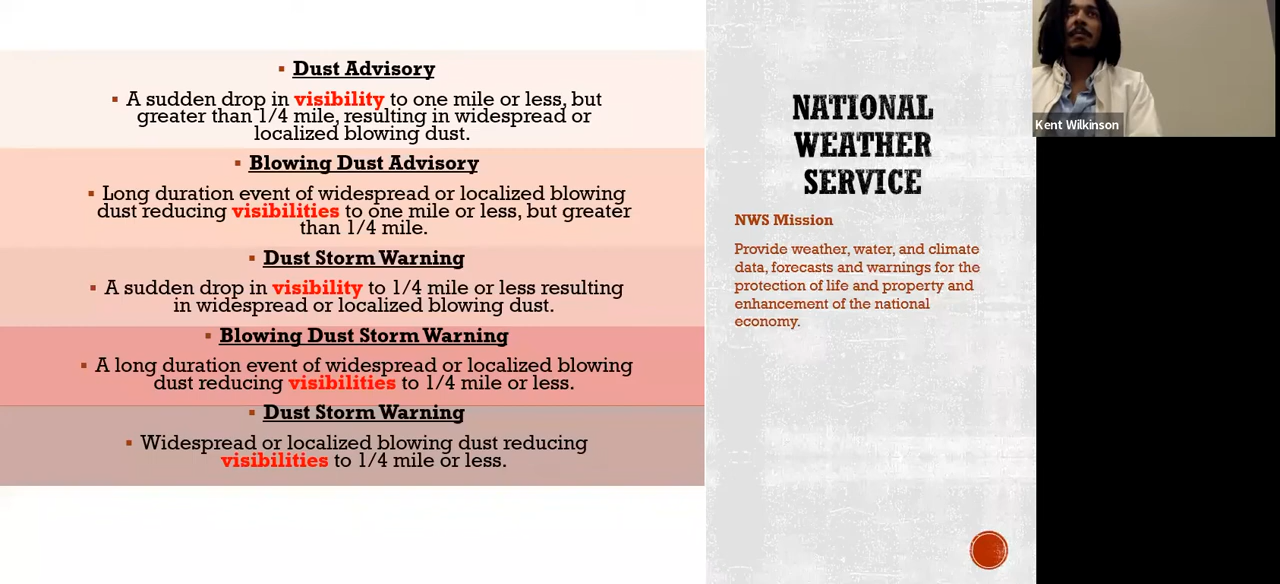 Dust Advisory
A sudden drop in visibility to one mile or less, but
greater than 1/4 mile, resulting in widespread or
localized blowing dust.
Blowing Dust Advisory
Long duration event of widespread or localized blowing
dust reducing visibilities to one mile or less, but greater
than 1/4 mile.
Dust Storm Warning
A sudden drop in visibility to 1/4 mile or less resulting
in widespread or localized blowing dust.
Blowing Dust Storm Warning
A long duration event of widespread or localized blowing
dust reducing visibilities to 1/4 mile or less.
Dust Storm Warning
Widespread or localized blowing dust reducing
visibilities to 1/4 mile or less.
NATIONAL
WEATHER
SERVICE
NWS Mission
Provide weather, water, and climate
data, forecasts and warnings for the
protection of life and property and
enhancement of the national
economy.
Kent Wilkinson